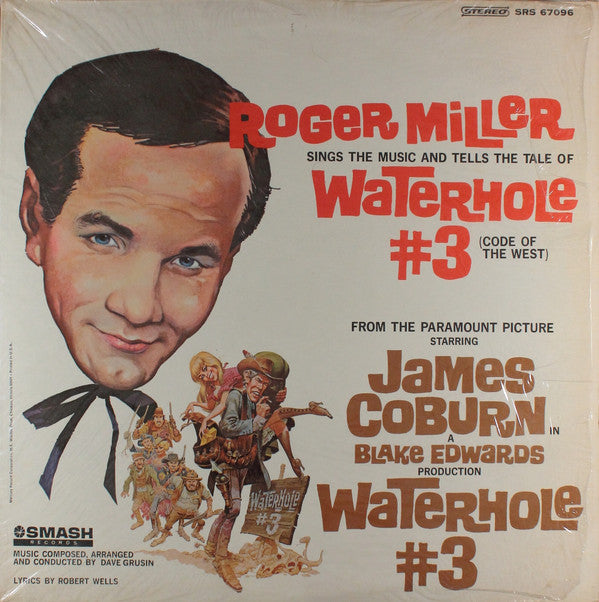 STEREO SRS 67096
ROGER MILLER
SINGS THE MUSIC AND TELLS THE TALE OF
WATERHOLE
#3 (CODE OF
THE WEST)
FROM THE PARAMOUNT PICTURE
STARRING
JAMES
COBURN IN
A
BLAKE EDWARDS
PRODUCTION
WATERHOLE
#3
WATERHOLE
#3
SMASH
RECORDS
MUSIC COMPOSED, ARRANGED
AND CONDUCTED BY DAVE GRUSIN
LYRICS BY ROBERT WELLS